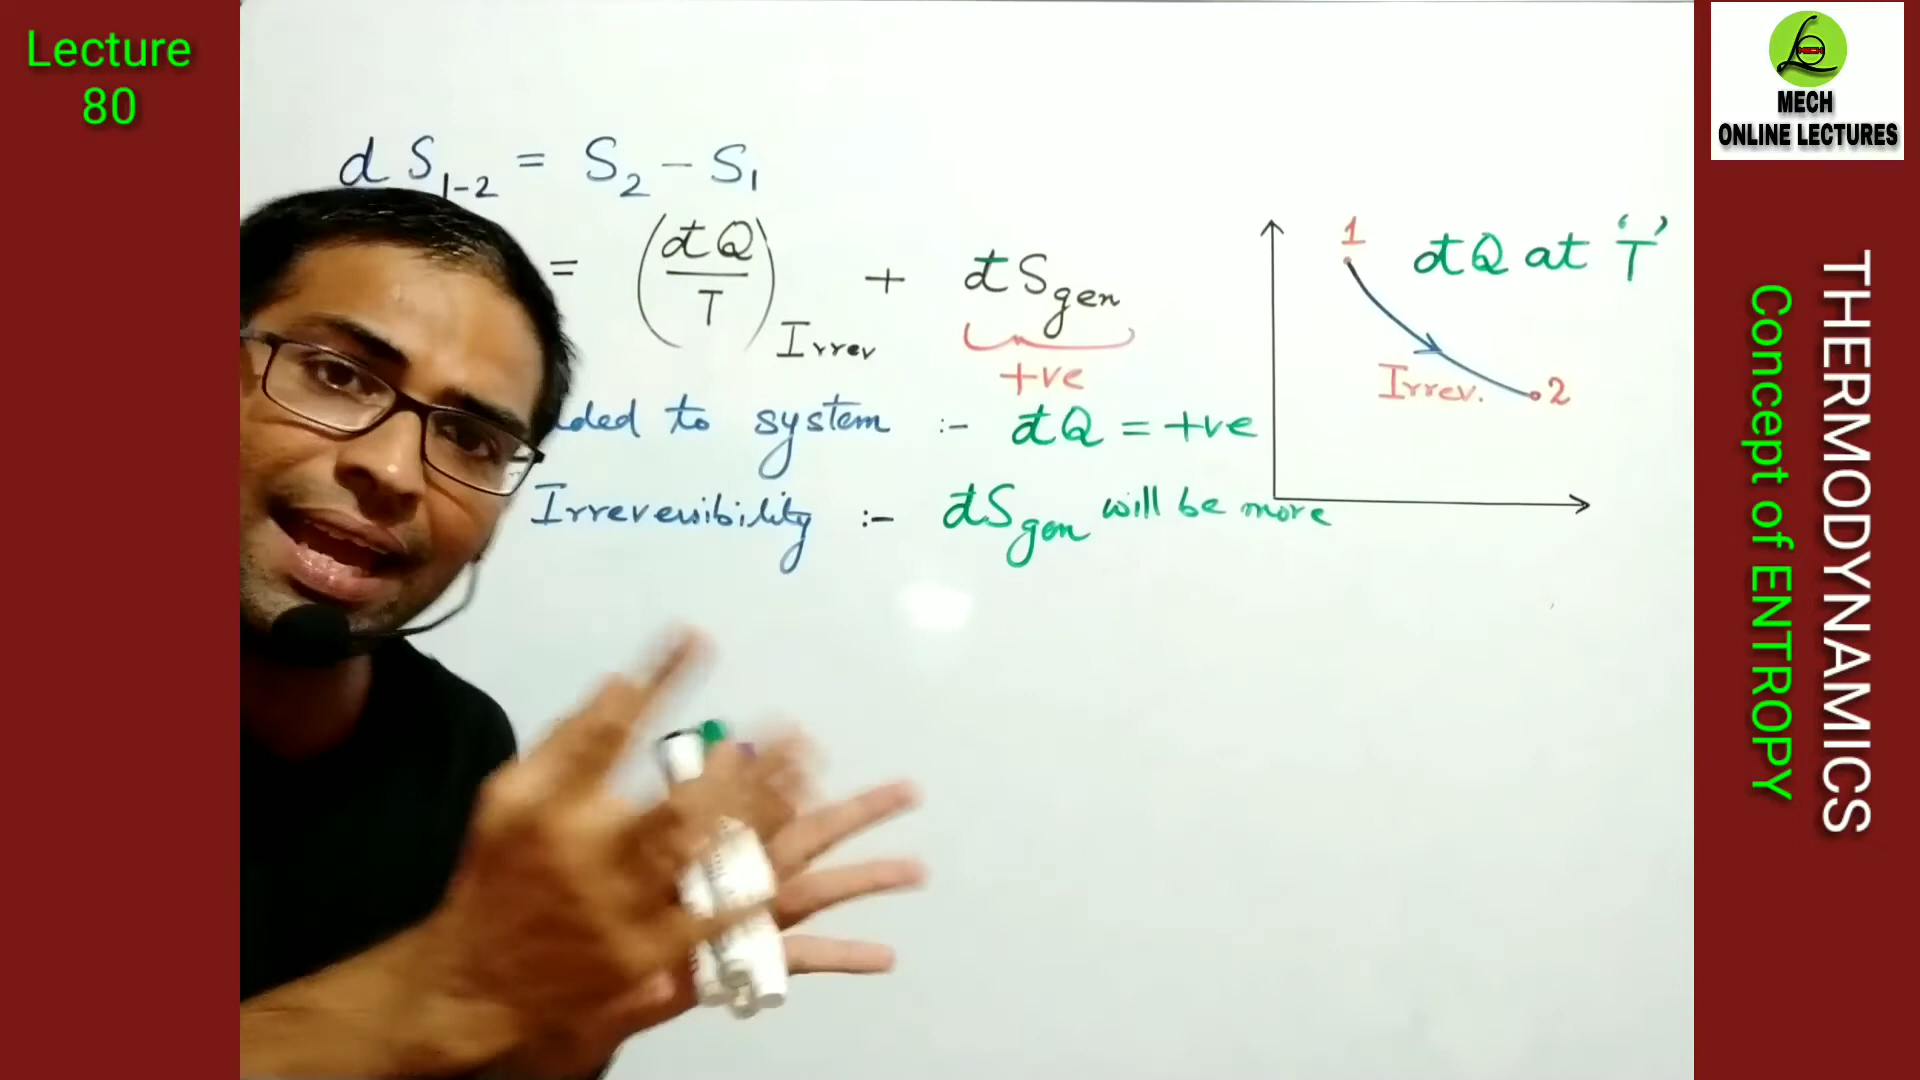 Lecture
80
MECH
ONLINE LECTURES
THERMODYNAMICS
Concept of ENTROPY
dS1-2 = S2 - S1
= (đQ/T)Irrev + đSgen
+ve
to system :- đQ = +ve
Irreversibility :- đSgen will be more
1
đQ at 'T'
Irrev.
2